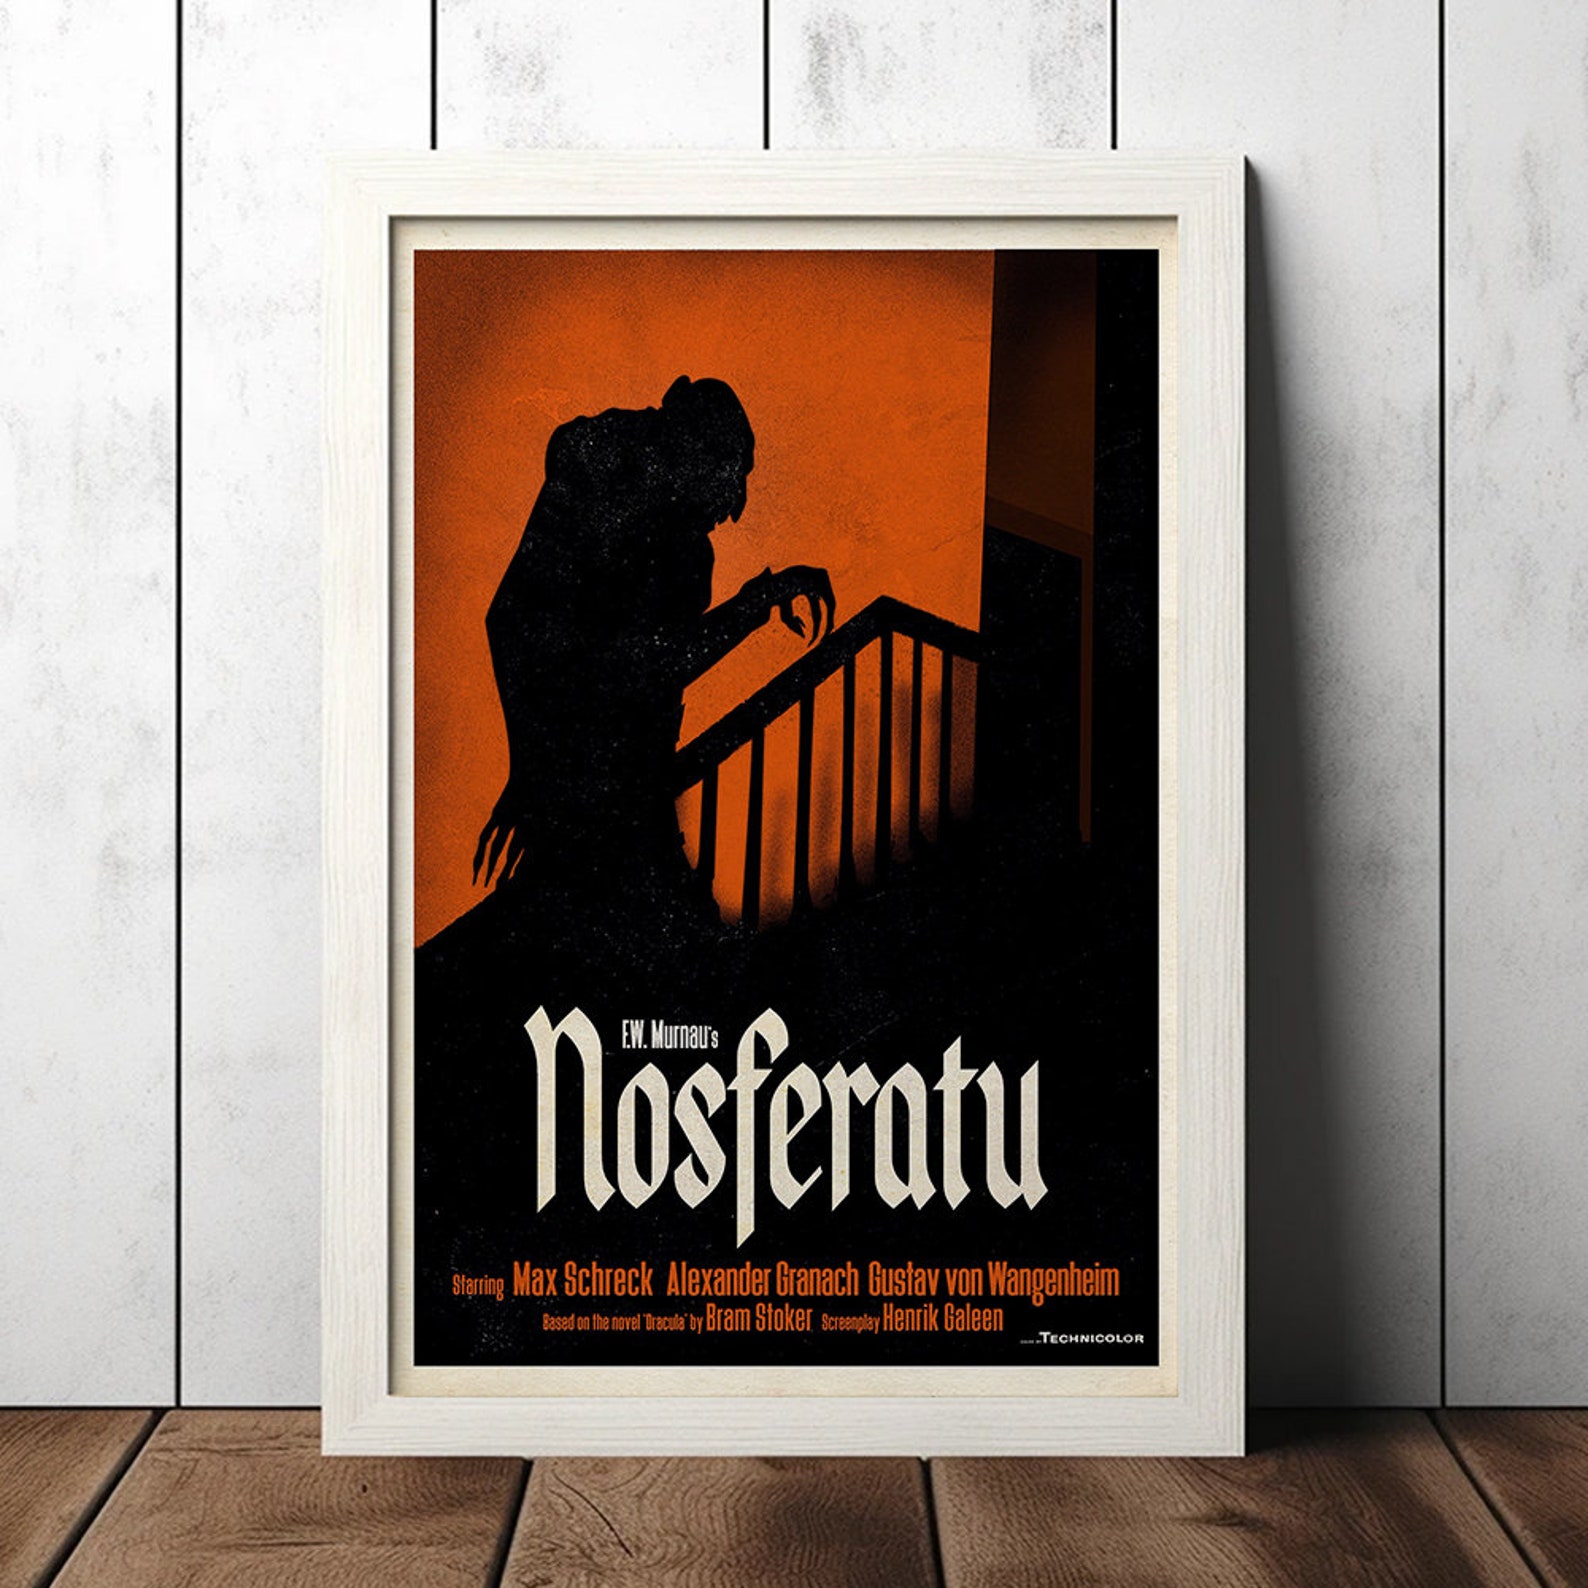 F.W. Murnau's
Nosferatu
Starring Max Schreck Alexander Granach Gustav von Wangenheim
Based on the novel 'Dracula' by Bram Stoker Screenplay Henrik Galeen
TECHNICOLOR